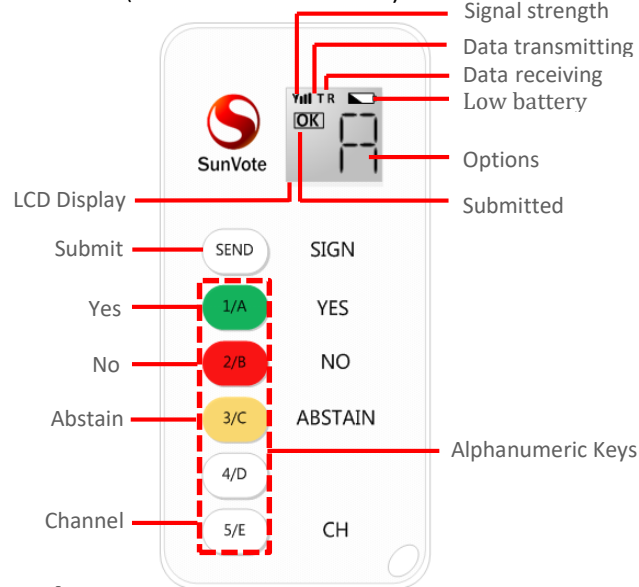 Signal strength
Data transmitting
Data receiving
Low battery
T R
OK
A
SunVote
Options
LCD Display
Submitted
Submit
SEND
SIGN
Yes
1/A
YES
No
2/B
NO
Abstain
3/C
ABSTAIN
Alphanumeric Keys
4/D
Channel
5/E
CH